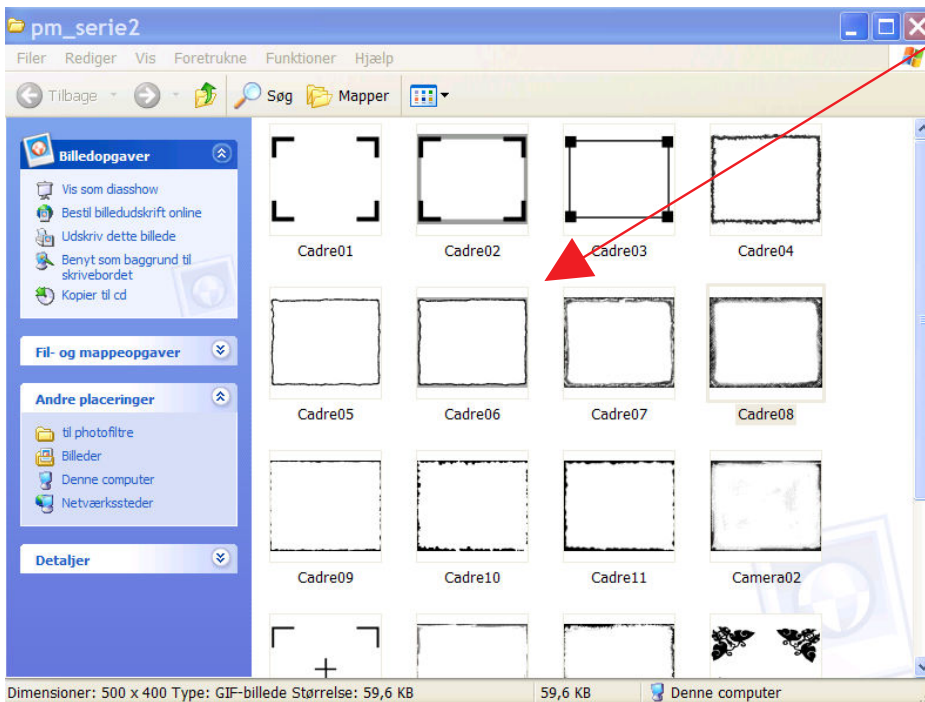 pm_serie2
Filer Rediger Vis Foretrukne Funktioner Hjælp
Tilbage Søg Mapper
Billedopgaver
Vis som diasshow
Bestil billedudskrift online
Udskriv dette billede
Benyt som baggrund til
skrivebordet
Kopier til cd
Fil- og mappeopgaver
Andre placeringer
til photofiltre
Billeder
Denne computer
Netværkssteder
Detaljer
Cadre01 Cadre02 Cadre03 Cadre04
Cadre05 Cadre06 Cadre07 Cadre08
Cadre09 Cadre10 Cadre11 Camera02
Dimensioner: 500 x 400 Type: GIF-billede Størrelse: 59,6 KB 59,6 KB Denne computer